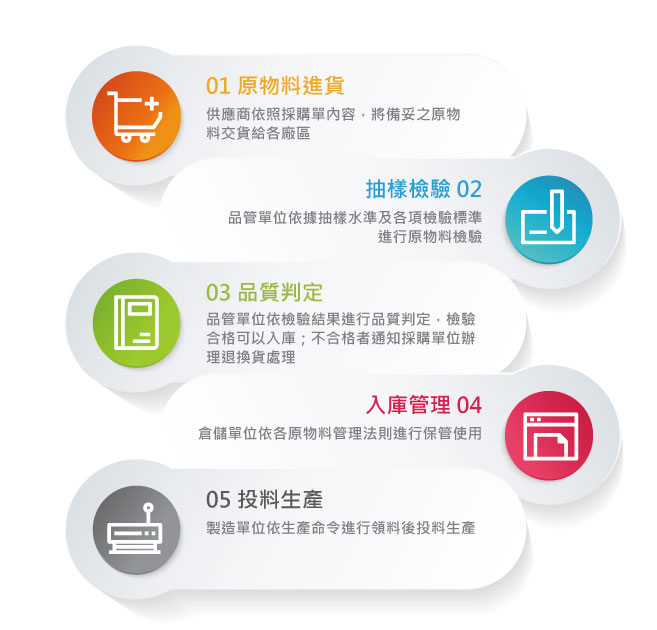 01 原物料進貨
供應商依照採購單內容，將備妥之原物
料交貨給各廠區
抽樣檢驗 02
品管單位依據抽樣水準及各項檢驗標準
進行原物料檢驗
03 品質判定
品管單位依檢驗結果進行品質判定，檢驗
合格可以入庫；不合格者通知採購單位辦
理退換貨處理
入庫管理 04
倉儲單位依各原物料管理法則進行保管使用
05 投料生產
製造單位依生產命令進行領料後投料生產